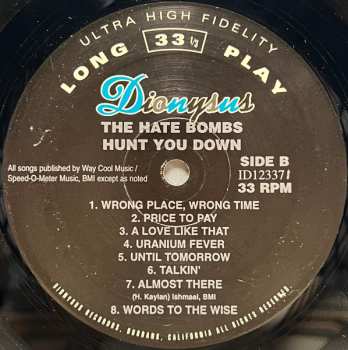 ULTRA HIGH FIDELITY
LONG 33 1/3 PLAY
Dionysus
THE HATE BOMBS
HUNT YOU DOWN
All songs published by Way Cool Music /
Speed-O-Meter Music, BMI except as noted
SIDE B
ID123371
33 RPM
1. WRONG PLACE, WRONG TIME
2. PRICE TO PAY
3. A LOVE LIKE THAT
4. URANIUM FEVER
5. UNTIL TOMORROW
6. TALKIN'
7. ALMOST THERE
(H. Kaylan) Ishmael, BMI
8. WORDS TO THE WISE
DIONYSUS RECORDS, BURBANK, CALIFORNIA ALL RIGHTS RESERVED.